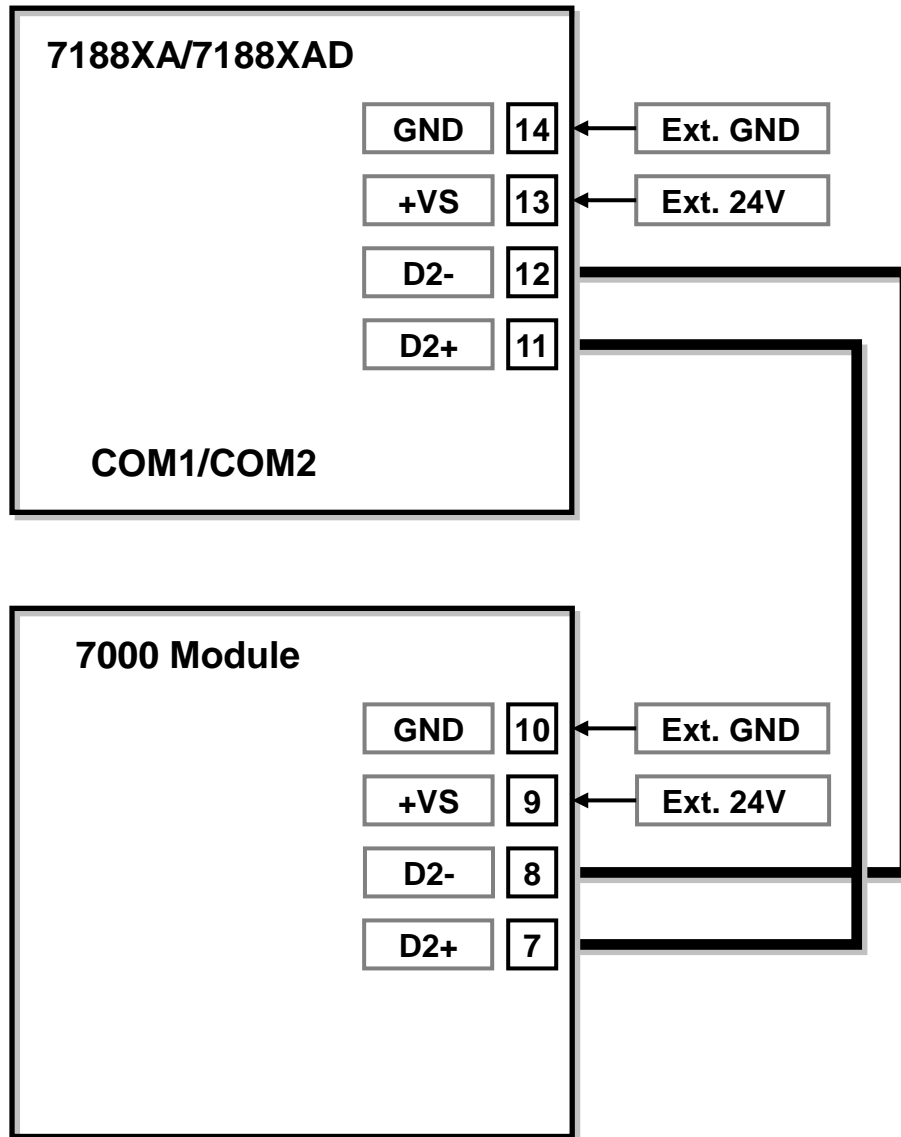 7188XA/7188XAD
GND 14 Ext. GND
+VS 13 Ext. 24V
D2- 12
D2+ 11
COM1/COM2
7000 Module
GND 10 Ext. GND
+VS 9 Ext. 24V
D2- 8
D2+ 7